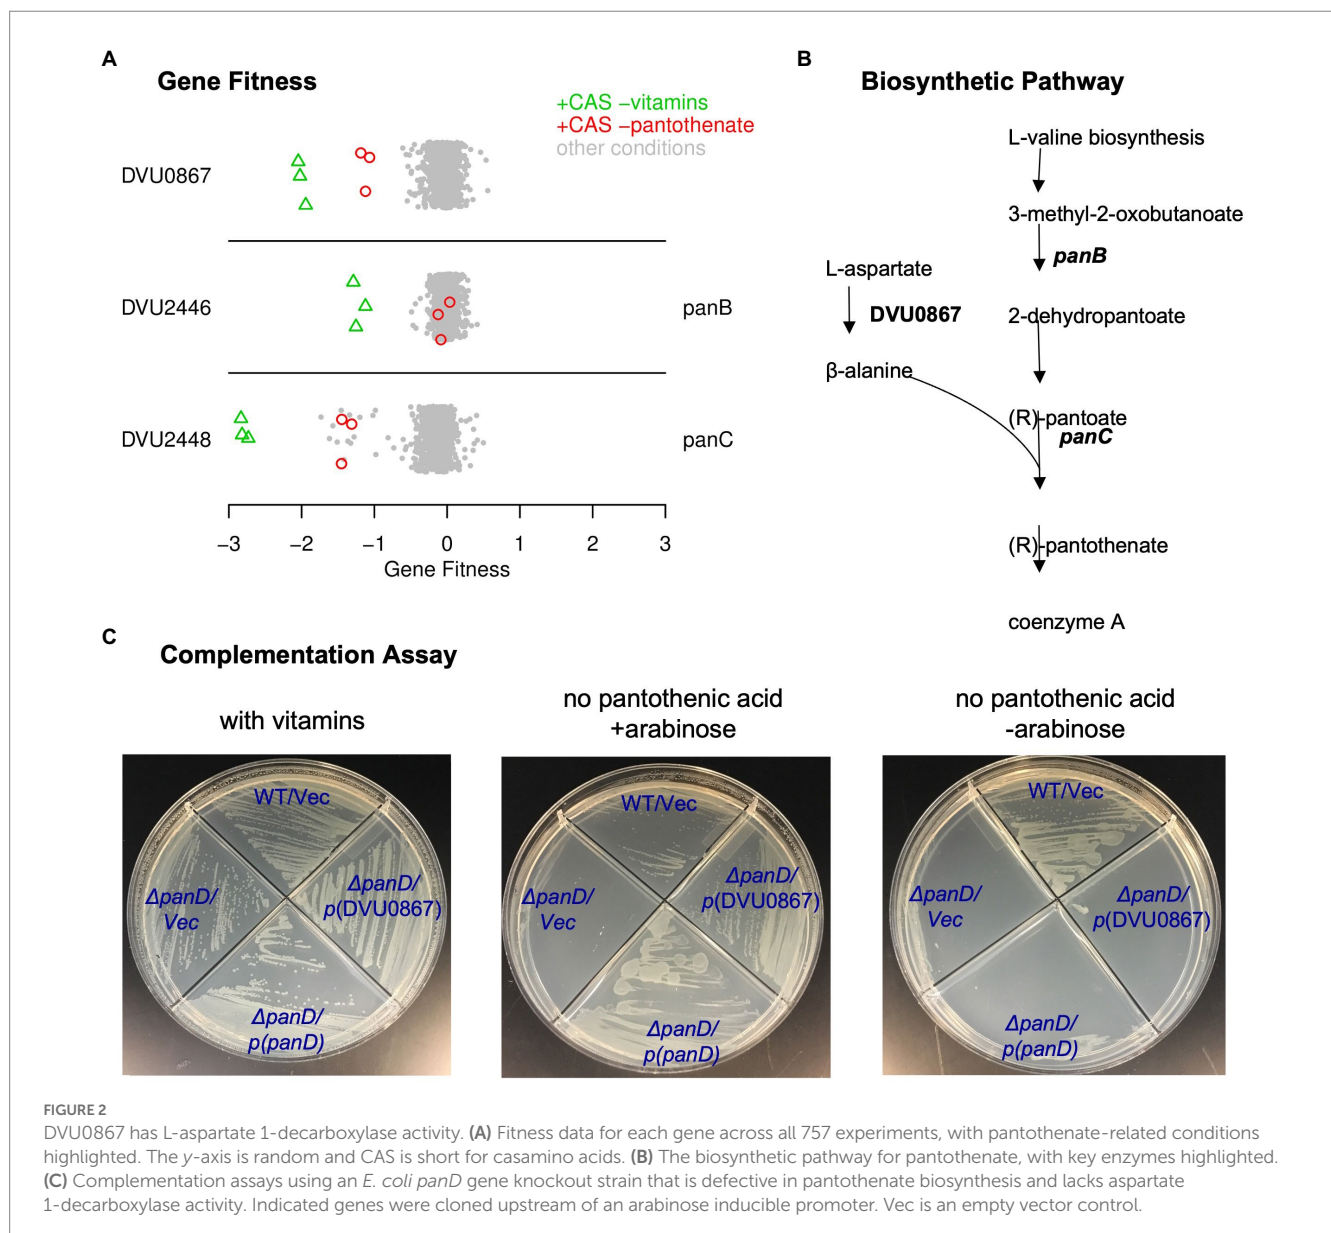 A
Gene Fitness
+CAS −vitamins
+CAS −pantothenate
other conditions
DVU0867
DVU2446
panB
DVU2448
panC
−3 −2 −1 0 1 2 3
Gene Fitness
B
Biosynthetic Pathway
L-valine biosynthesis
3-methyl-2-oxobutanoate
panB
L-aspartate
DVU0867
2-dehydropantoate
β-alanine
(R)-pantoate
panC
(R)-pantothenate
coenzyme A
C
Complementation Assay
with vitamins
WT/Vec
ΔpanD/
Vec
ΔpanD/
p(DVU0867)
ΔpanD/
p(panD)
no pantothenic acid
+arabinose
WT/Vec
ΔpanD/
Vec
ΔpanD/
p(DVU0867)
ΔpanD/
p(panD)
no pantothenic acid
-arabinose
WT/Vec
ΔpanD/
Vec
ΔpanD/
p(DVU0867)
ΔpanD/
p(panD)
FIGURE 2
DVU0867 has L-aspartate 1-decarboxylase activity. (A) Fitness data for each gene across all 757 experiments, with pantothenate-related conditions
highlighted. The y-axis is random and CAS is short for casamino acids. (B) The biosynthetic pathway for pantothenate, with key enzymes highlighted.
(C) Complementation assays using an E. coli panD gene knockout strain that is defective in pantothenate biosynthesis and lacks aspartate
1-decarboxylase activity. Indicated genes were cloned upstream of an arabinose inducible promoter. Vec is an empty vector control.